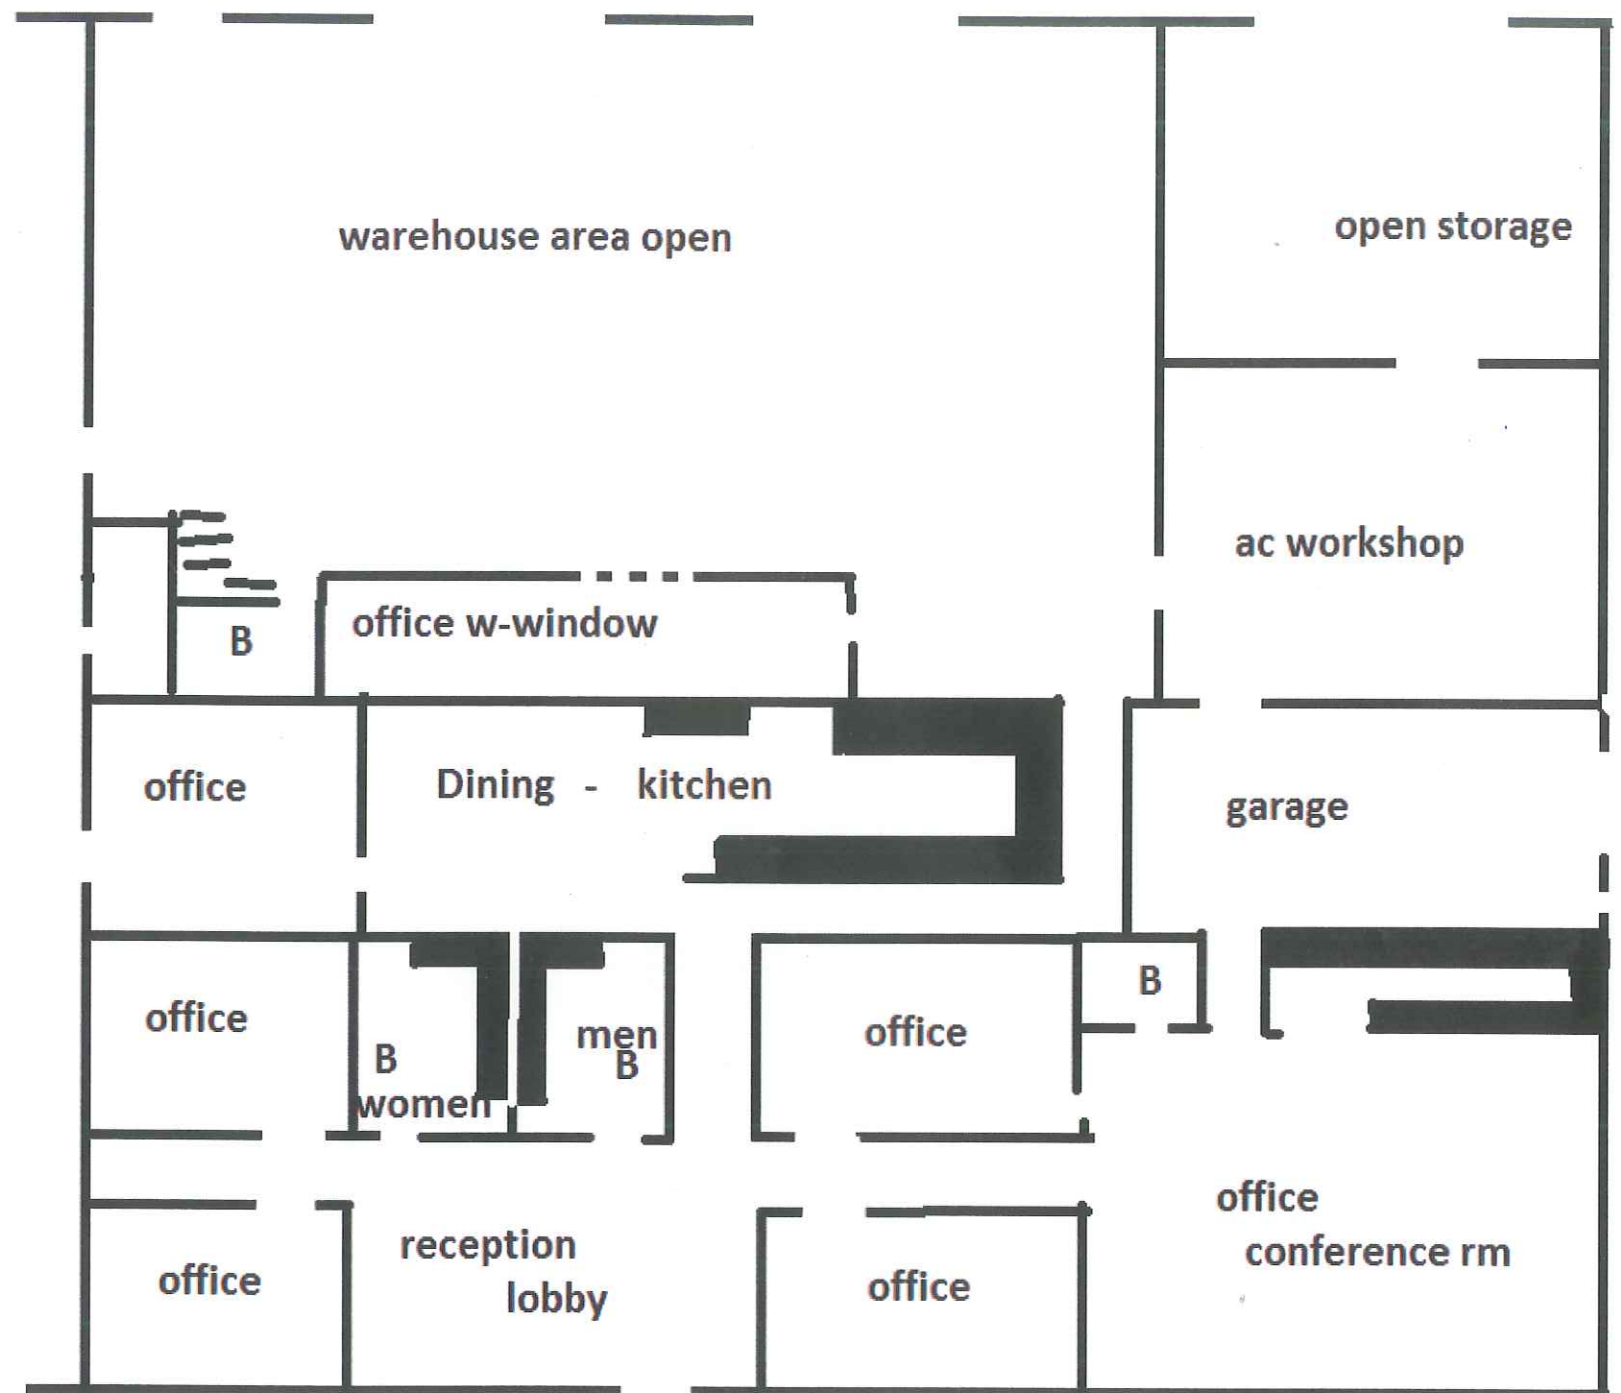 warehouse area open
open storage
ac workshop
office w-window
B
office
Dining - kitchen
garage
office
B
women
men
B
office
B
office
reception
lobby
office
office
conference rm